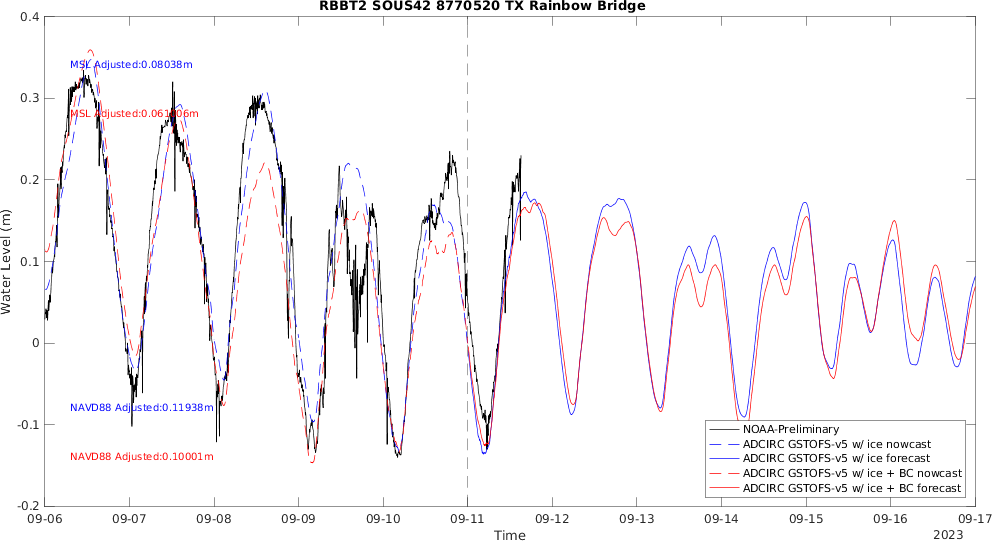 RBBT2 SOUS42 8770520 TX Rainbow Bridge
Water Level (m)
0.4
0.3
0.2
0.1
0
-0.1
-0.2
MSL Adjusted:0.08038m
NAVD88 Adjusted:0.11938m
NAVD88 Adjusted:0.10001m
NOAA-Preliminary
ADCIRC GSTOFS-v5 w/ ice nowcast
ADCIRC GSTOFS-v5 w/ ice forecast
ADCIRC GSTOFS-v5 w/ ice + BC nowcast
ADCIRC GSTOFS-v5 w/ ice + BC forecast
09-06 09-07 09-08 09-09 09-10 09-11 09-12 09-13 09-14 09-15 09-16 09-17
Time
2023